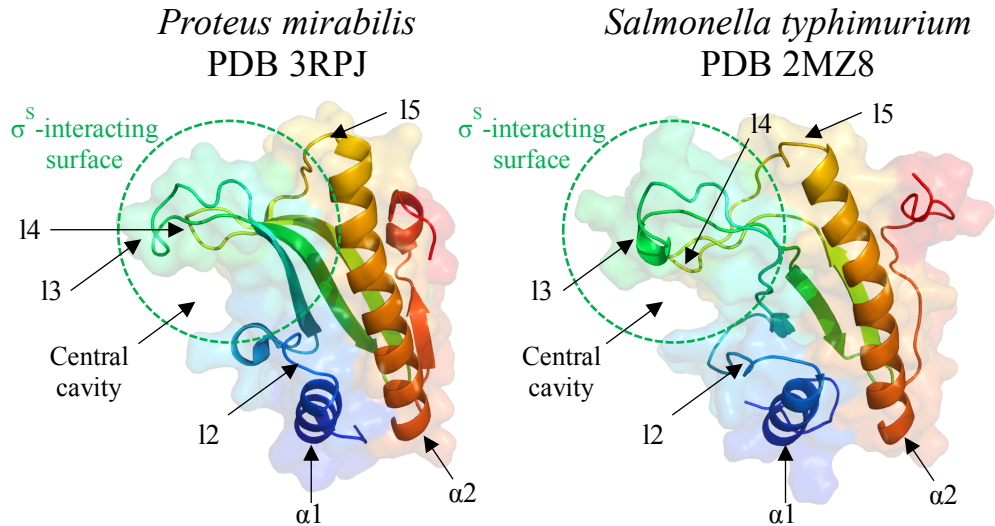 Proteus mirabilis
PDB 3RPJ
σS-interacting
surface
l5
l4
l3
Central
cavity
l2
α1
α2
Salmonella typhimurium
PDB 2MZ8
σS-interacting
surface
l4
l5
l3
Central
cavity
l2
α1
α2